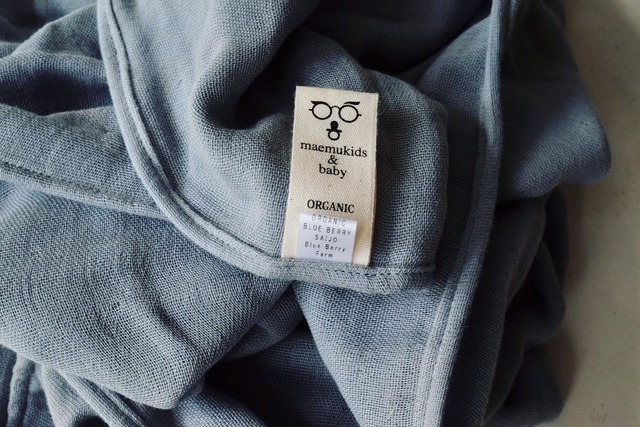 maemukids
&
baby
ORGANIC
ORGANIC
BLUE BERRY
SAIJO
Blue Berry
Farm